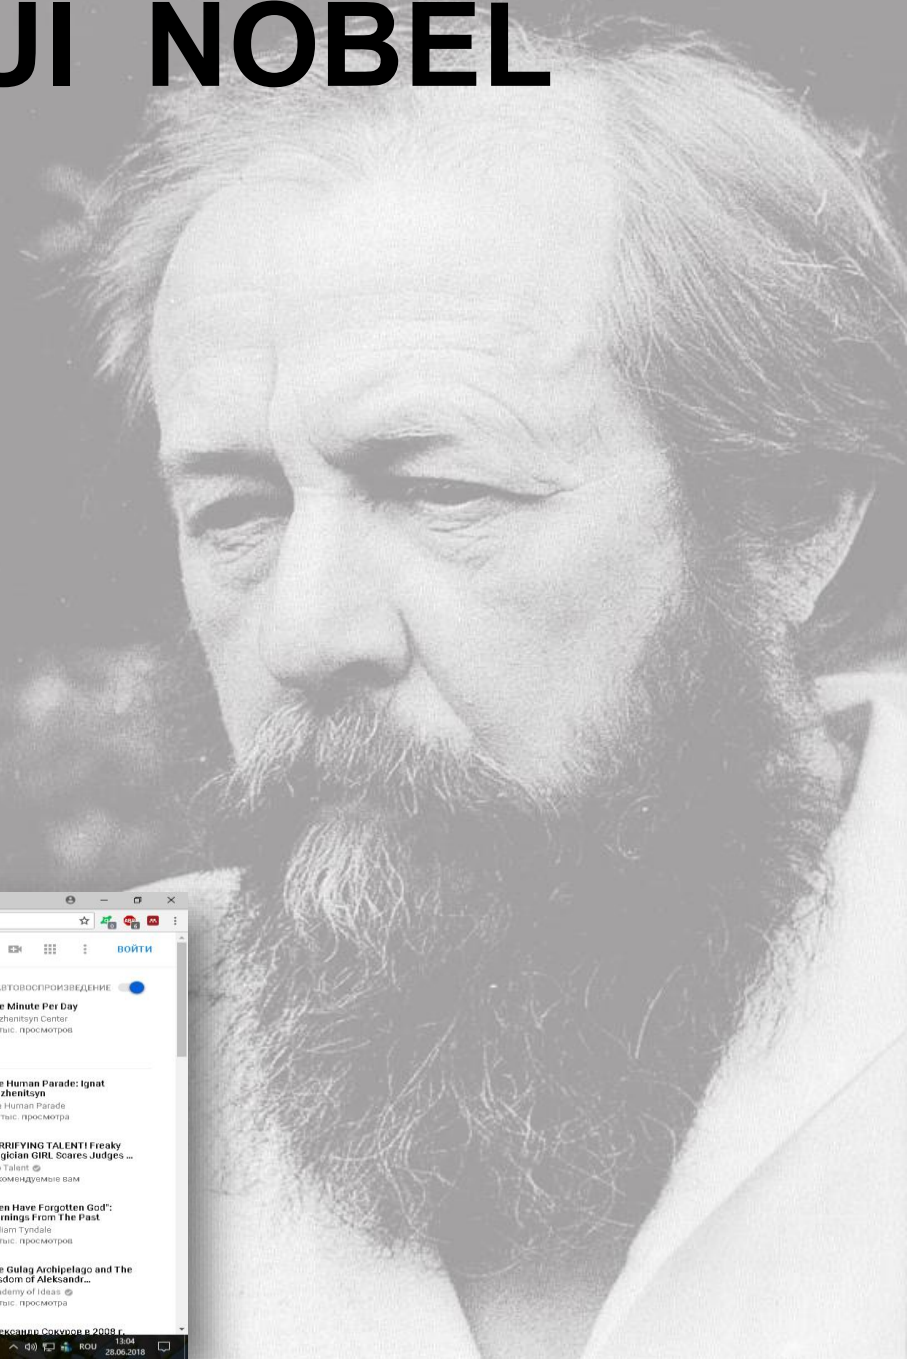 UI NOBEL
ВОЙТИ
АВТОВОСПРОИЗВЕДЕНИЕ
e Minute Per Day
zhenitsyn Center
тыс. просмотров
e Human Parade: Ignat
zhenitsyn
e Human Parade
тыс. просмотра
RRIFYING TALENT! Freaky
gician GIRL Scares Judges ...
Talent
комендуемые вам
en Have Forgotten God":
rnings From The Past
liam Tyndale
тыс. просмотров
e Gulag Archipelago and The
sdom of Aleksandr...
ademy of Ideas
тыс. просмотра
ександр Сокуров в 2008 г.
ROU
13:04
28.06.2018